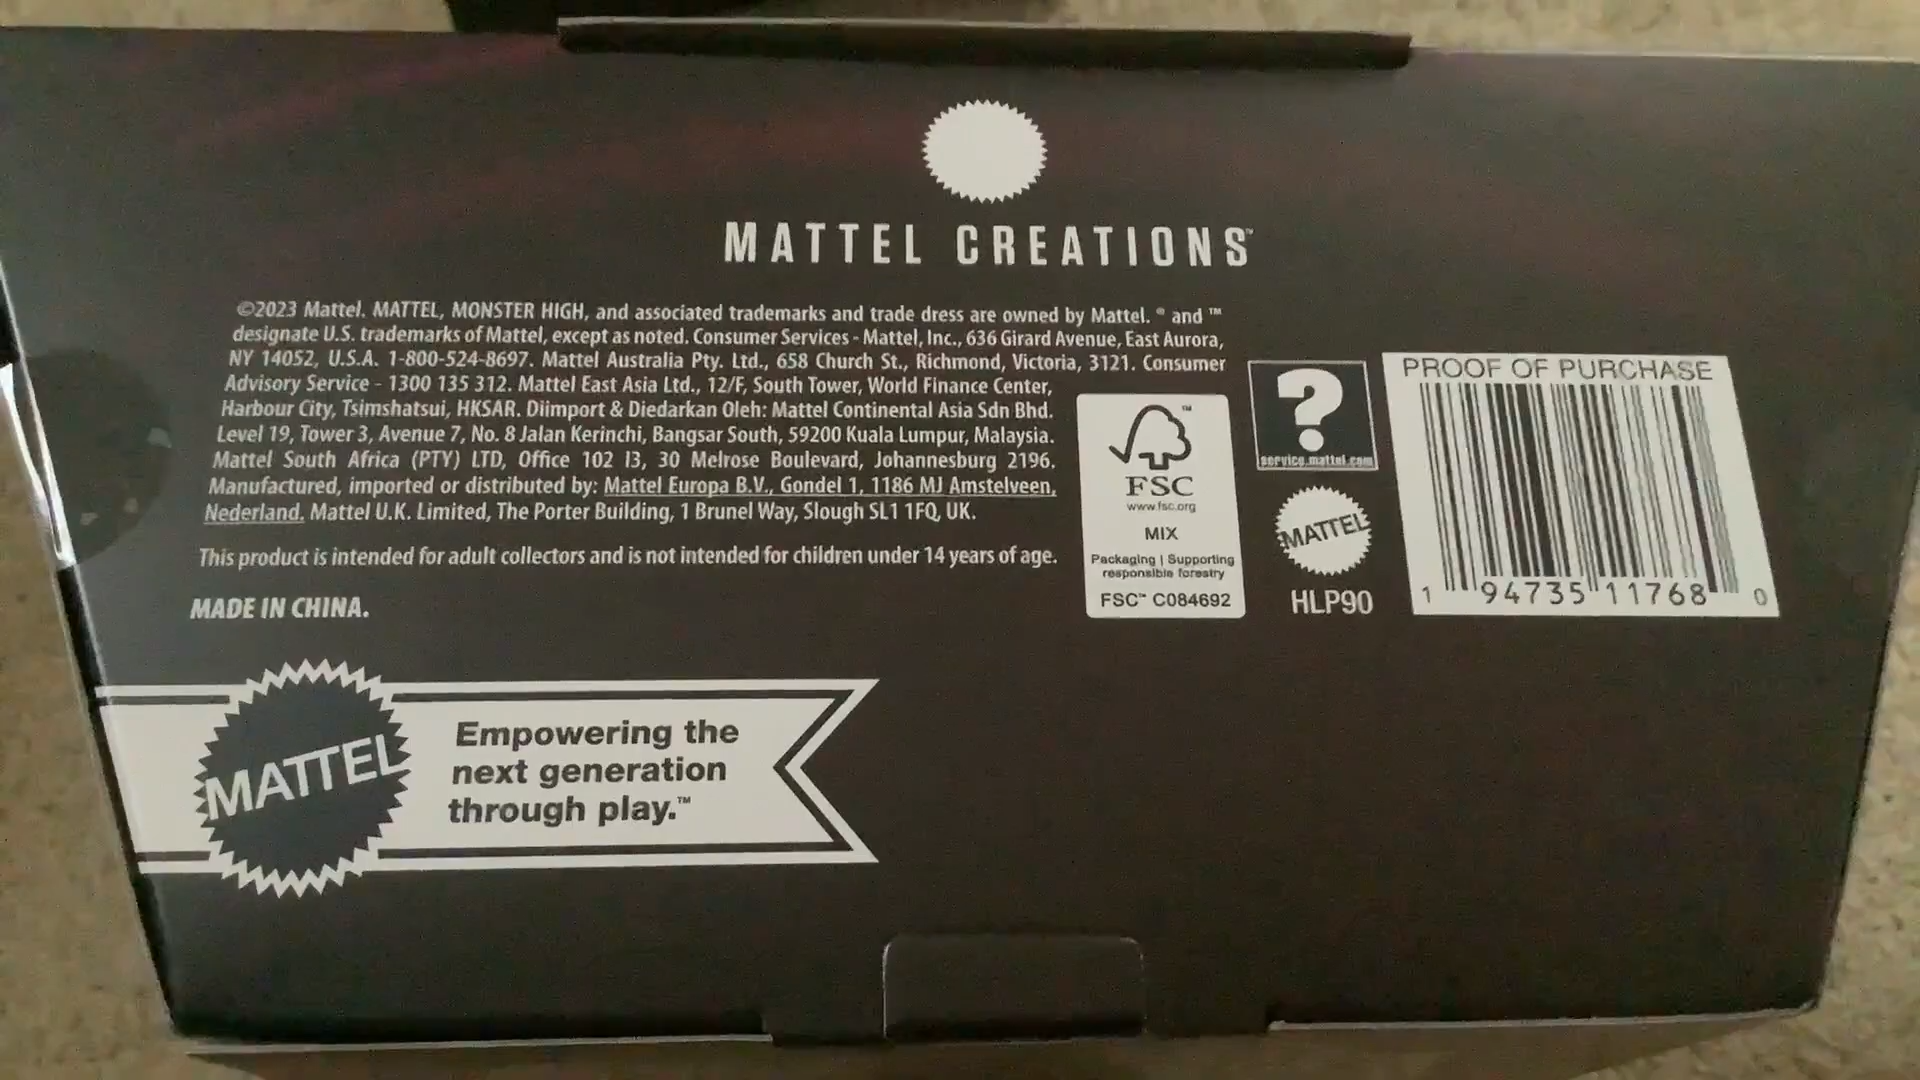 MATTEL CREATIONS™
©2023 Mattel. MATTEL, MONSTER HIGH, and associated trademarks and trade dress are owned by Mattel. ® and ™
designate U.S. trademarks of Mattel, except as noted. Consumer Services - Mattel, Inc., 636 Girard Avenue, East Aurora,
NY 14052, U.S.A. 1-800-524-8697. Mattel Australia Pty. Ltd., 658 Church St., Richmond, Victoria, 3121. Consumer
Advisory Service - 1300 135 312. Mattel East Asia Ltd., 12/F, South Tower, World Finance Center,
Harbour City, Tsimshatsui, HKSAR. Diimport & Diedarkan Oleh: Mattel Continental Asia Sdn Bhd.
Level 19, Tower 3, Avenue 7, No. 8 Jalan Kerinchi, Bangsar South, 59200 Kuala Lumpur, Malaysia.
Mattel South Africa (PTY) LTD, Office 102 I3, 30 Melrose Boulevard, Johannesburg 2196.
Manufactured, imported or distributed by: Mattel Europa B.V., Gondel 1, 1186 MJ Amstelveen,
Nederland. Mattel U.K. Limited, The Porter Building, 1 Brunel Way, Slough SL1 1FQ, UK.
This product is intended for adult collectors and is not intended for children under 14 years of age.
MADE IN CHINA.
™
FSC
www.fsc.org
MIX
Packaging | Supporting
responsible forestry
FSC™ C084692
?
service.mattel.com
MATTEL
HLP90
PROOF OF PURCHASE
1 94735 11768 0
MATTEL
Empowering the
next generation
through play.™